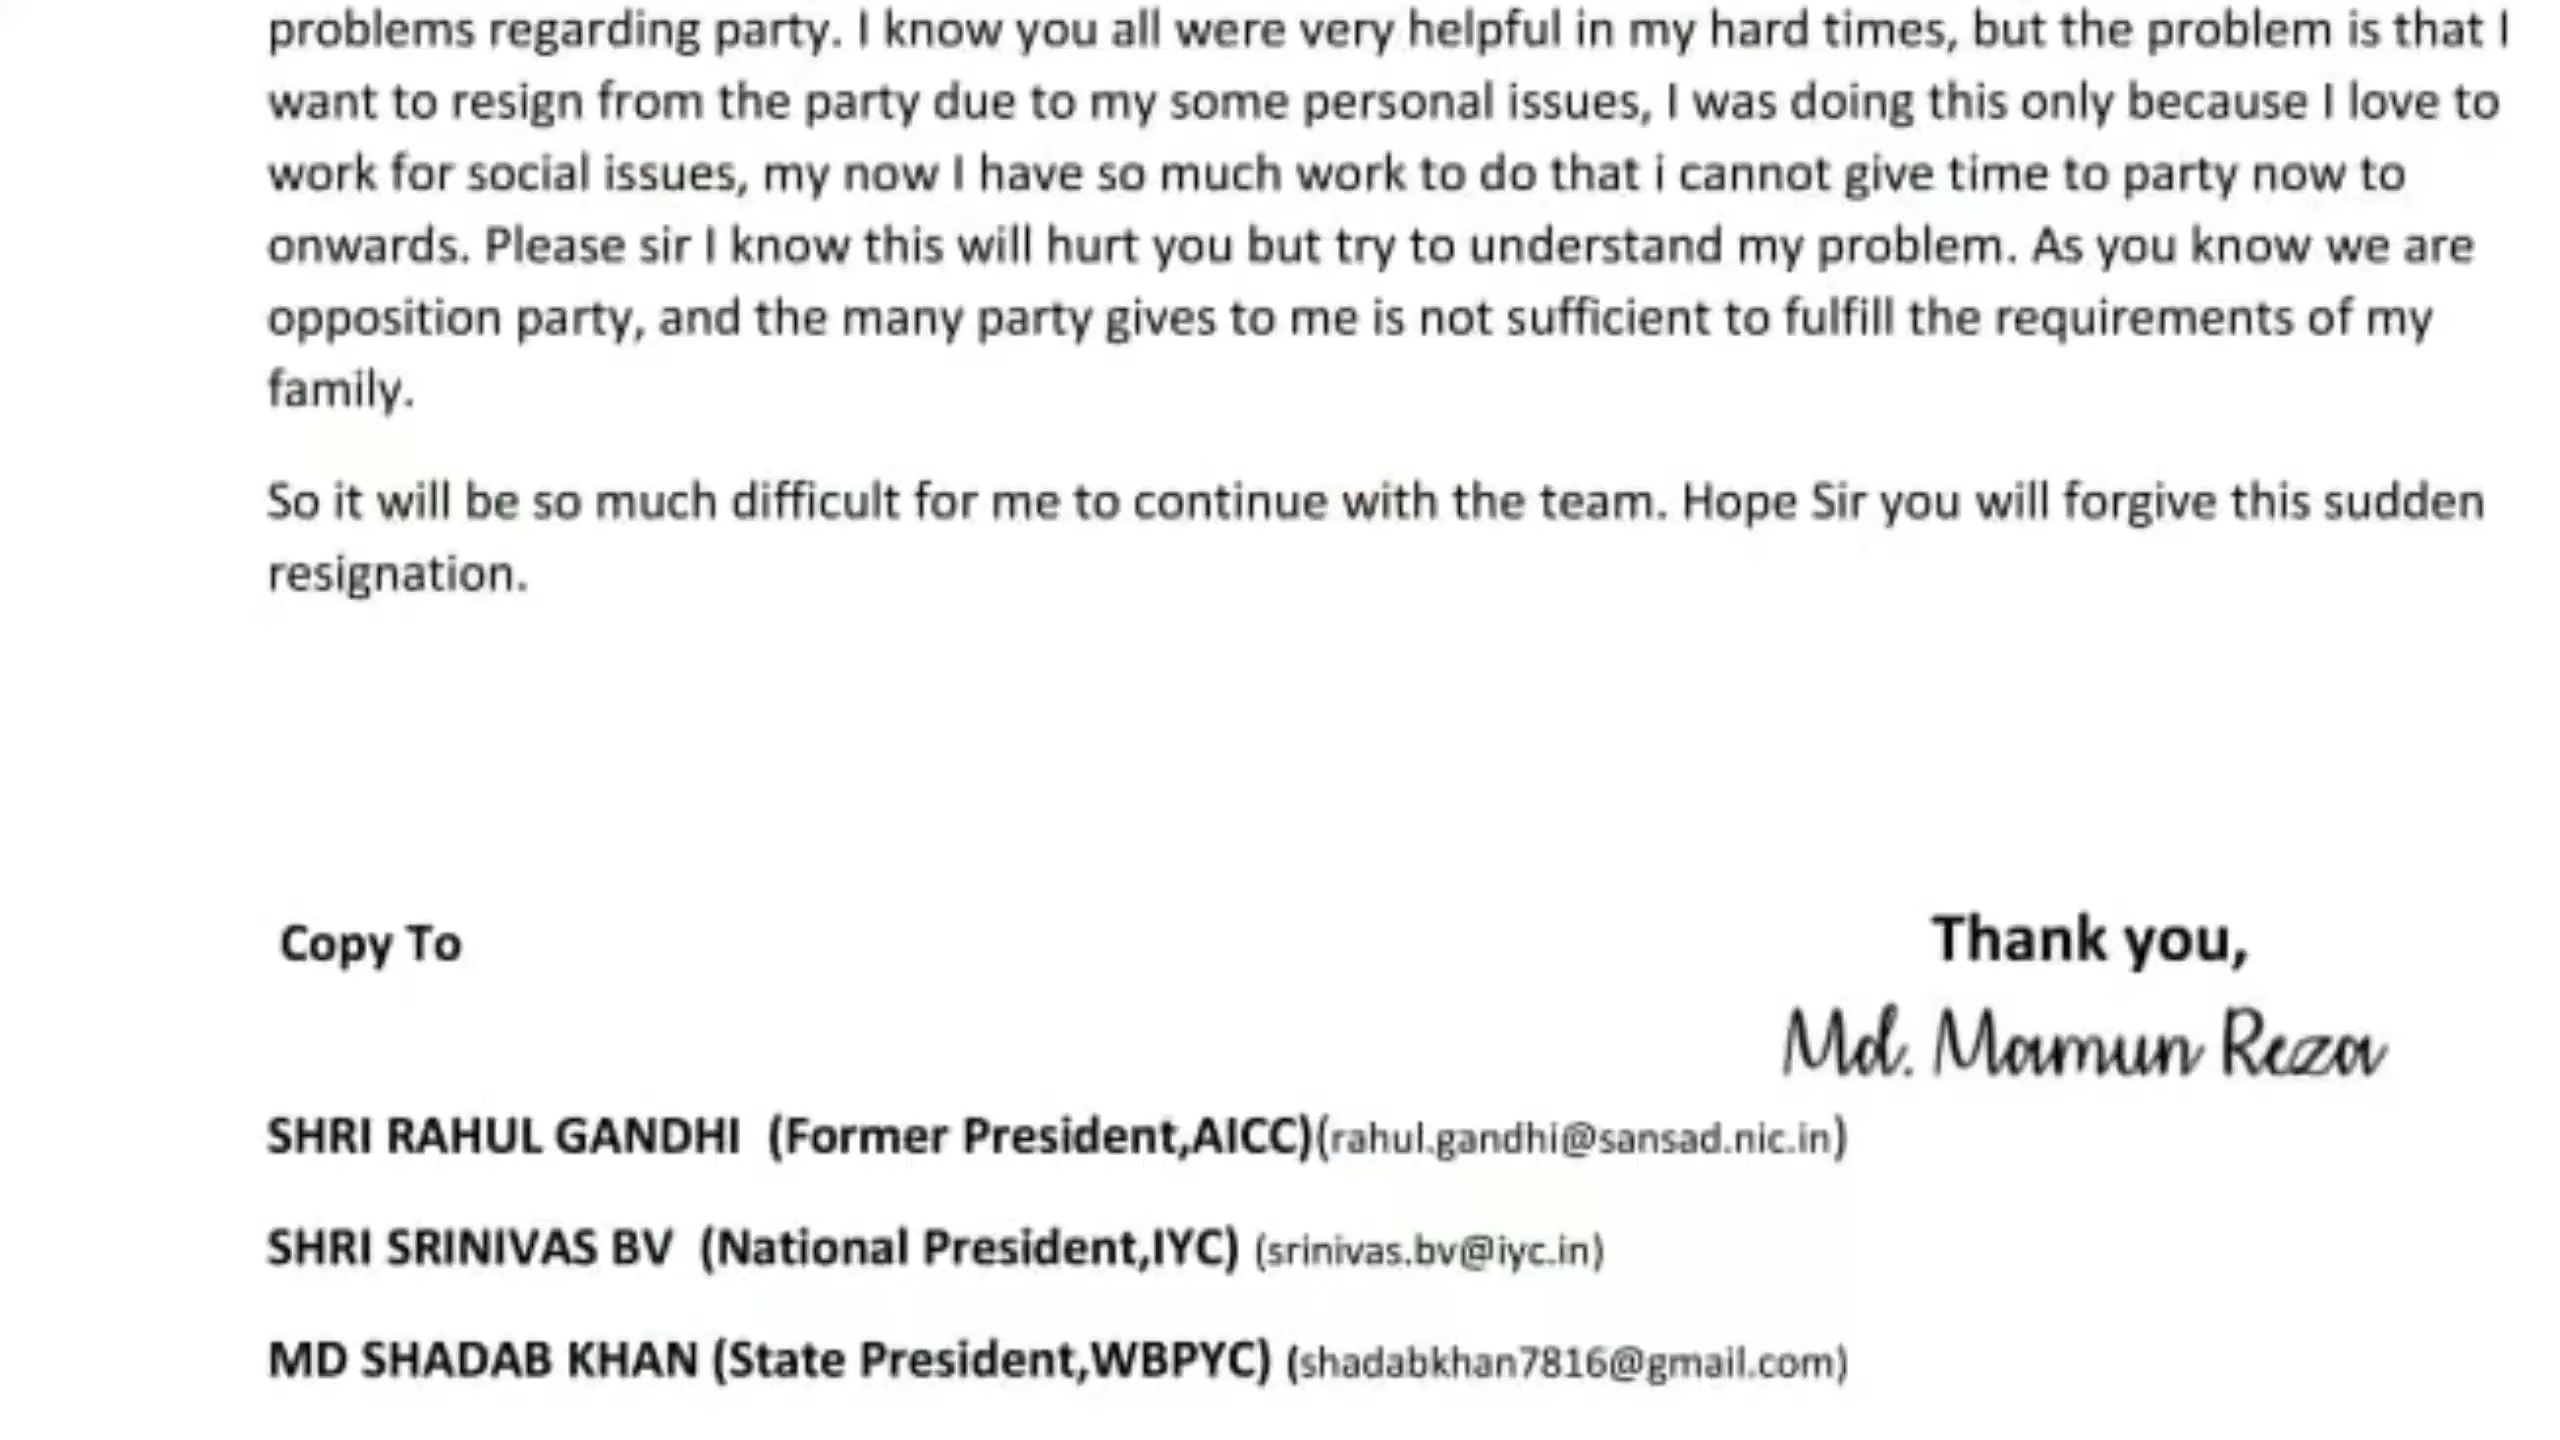 problems regarding party. I know you all were very helpful in my hard times, but the problem is that I
want to resign from the party due to my some personal issues, I was doing this only because I love to
work for social issues, my now I have so much work to do that i cannot give time to party now to
onwards. Please sir I know this will hurt you but try to understand my problem. As you know we are
opposition party, and the many party gives to me is not sufficient to fulfill the requirements of my
family.
So it will be so much difficult for me to continue with the team. Hope Sir you will forgive this sudden
resignation.
Copy To
Thank you,
Md. Mamun Reza
SHRI RAHUL GANDHI (Former President,AICC)(rahul.gandhi@sansad.nic.in)
SHRI SRINIVAS BV (National President,IYC) (srinivas.bv@iyc.in)
MD SHADAB KHAN (State President,WBPYC) (shadabkhan7816@gmail.com)